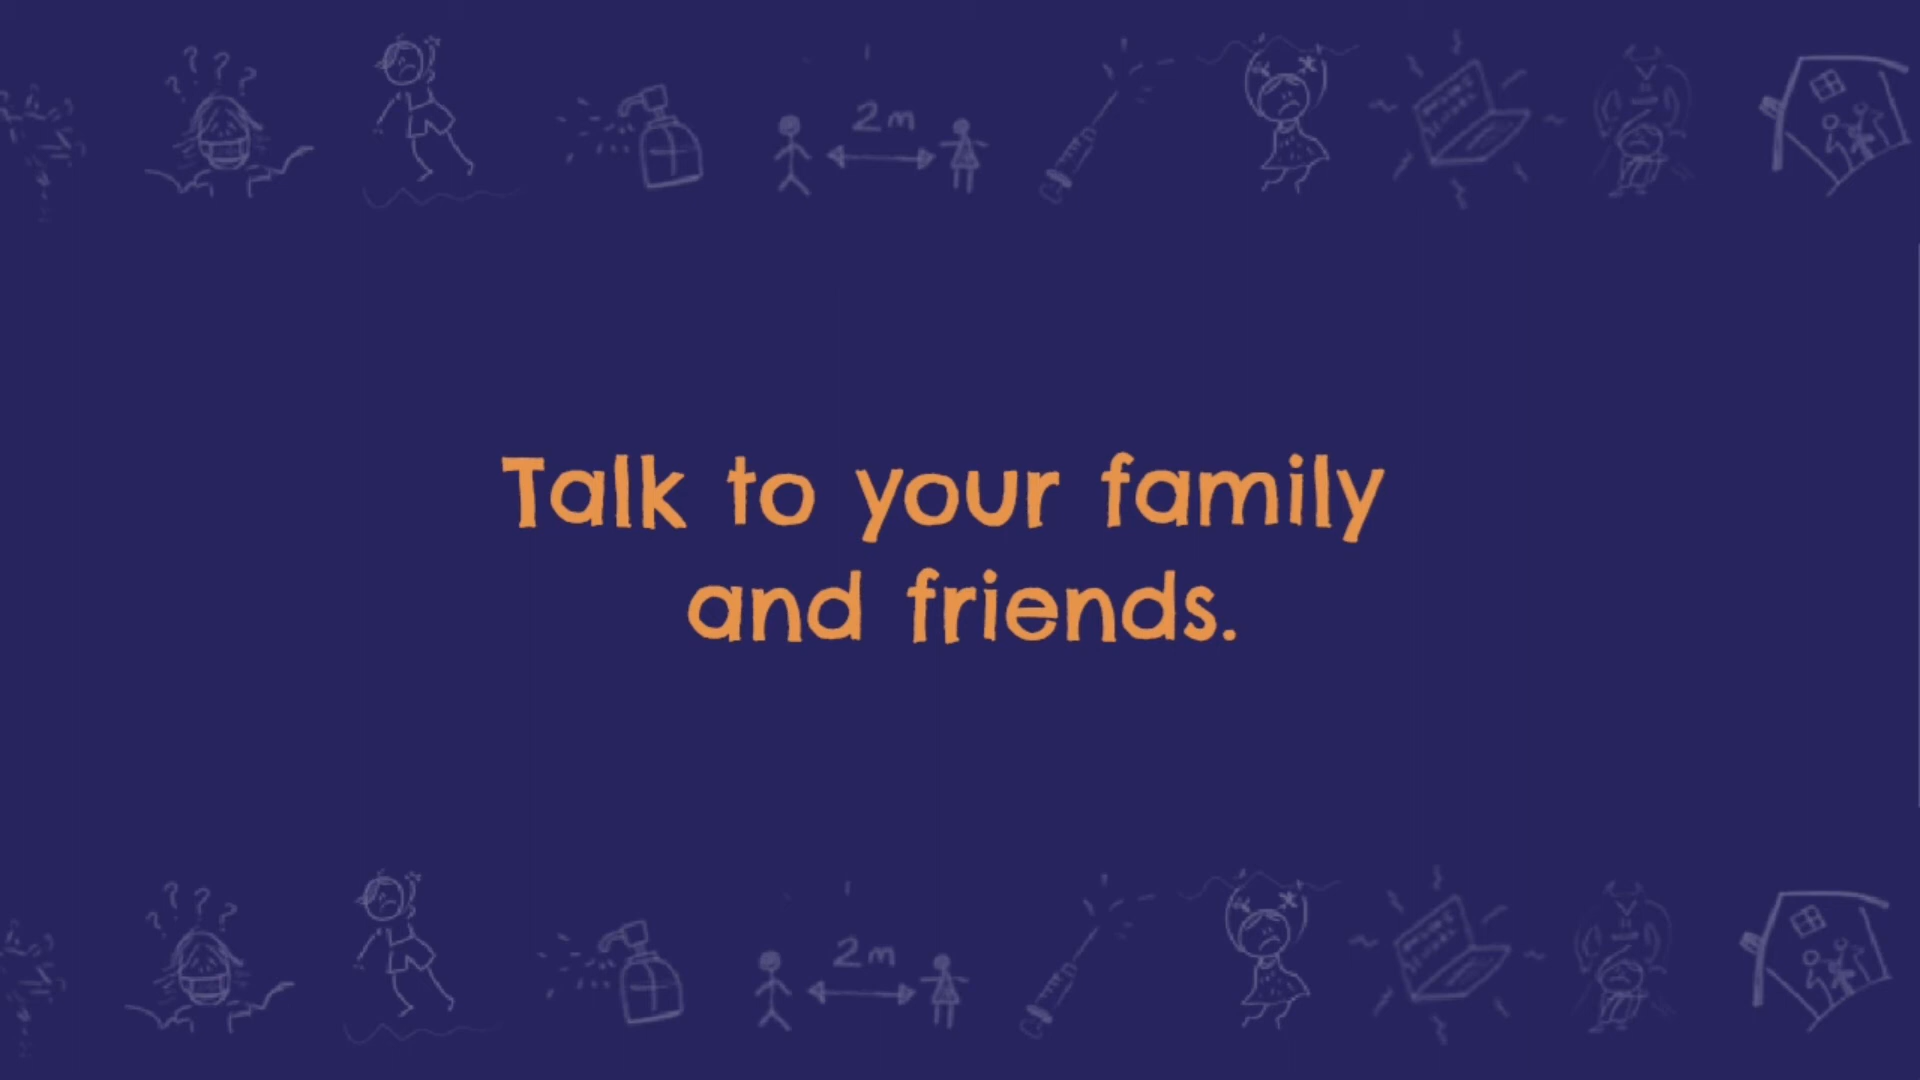 ? ? ?
2m
Talk to your family
and friends.
? ? ?
2m